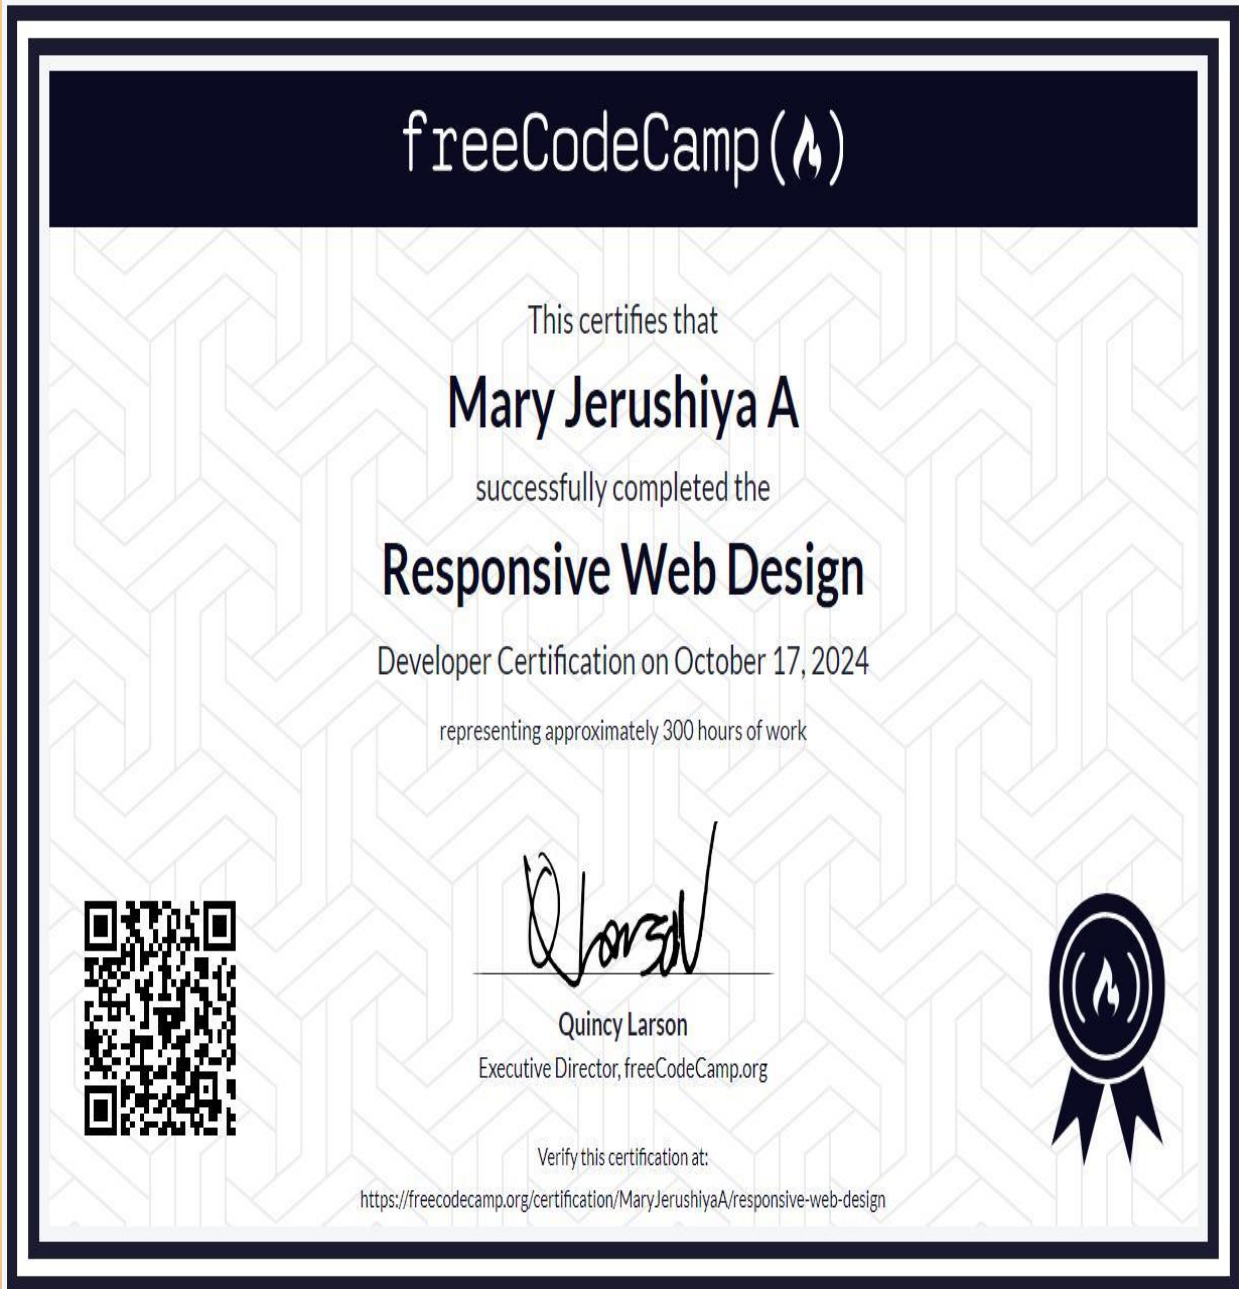 freeCodeCamp
This certifies that
Mary Jerushiya A
successfully completed the
Responsive Web Design
Developer Certification on October 17, 2024
representing approximately 300 hours of work
Q Larson
Quincy Larson
Executive Director, freeCodeCamp.org
Verify this certification at:
https://freecodecamp.org/certification/MaryJerushiyaA/responsive-web-design